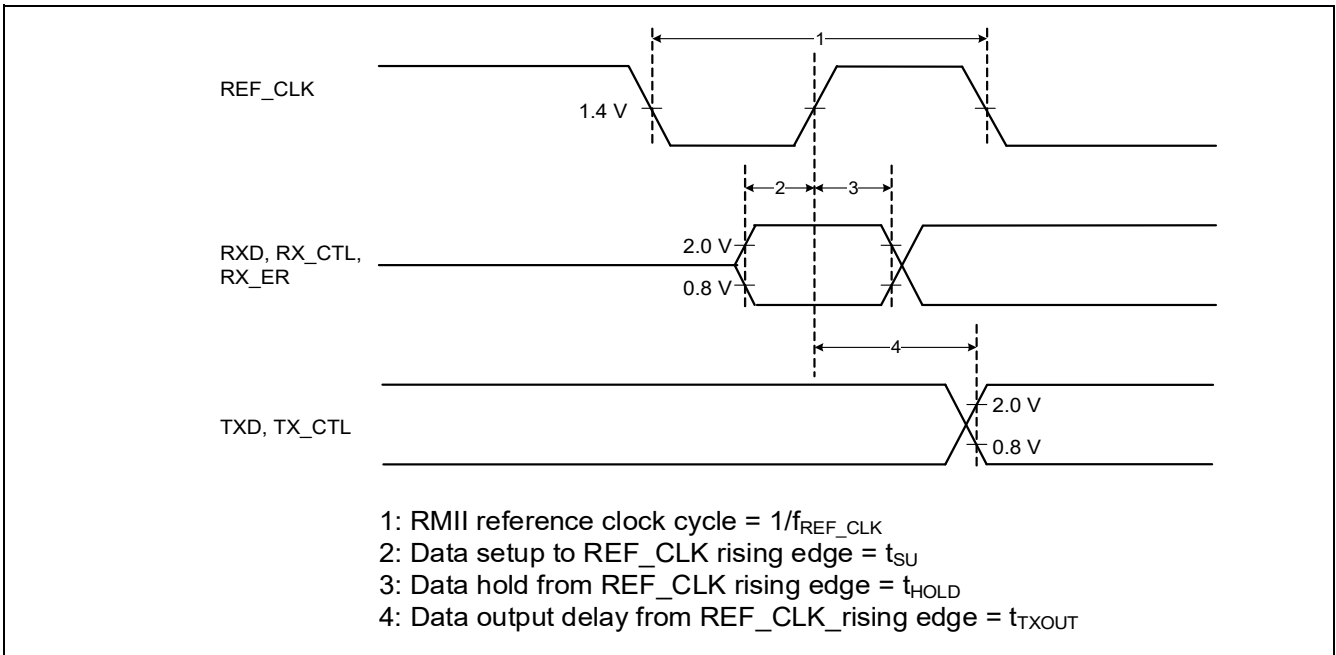 1
REF_CLK
1.4 V
2
3
2.0 V
RXD, RX_CTL,
RX_ER
0.8 V
4
2.0 V
TXD, TX_CTL
0.8 V
1: RMII reference clock cycle = 1/fREF_CLK
2: Data setup to REF_CLK rising edge = tSU
3: Data hold from REF_CLK rising edge = tHOLD
4: Data output delay from REF_CLK_rising edge = tTXOUT